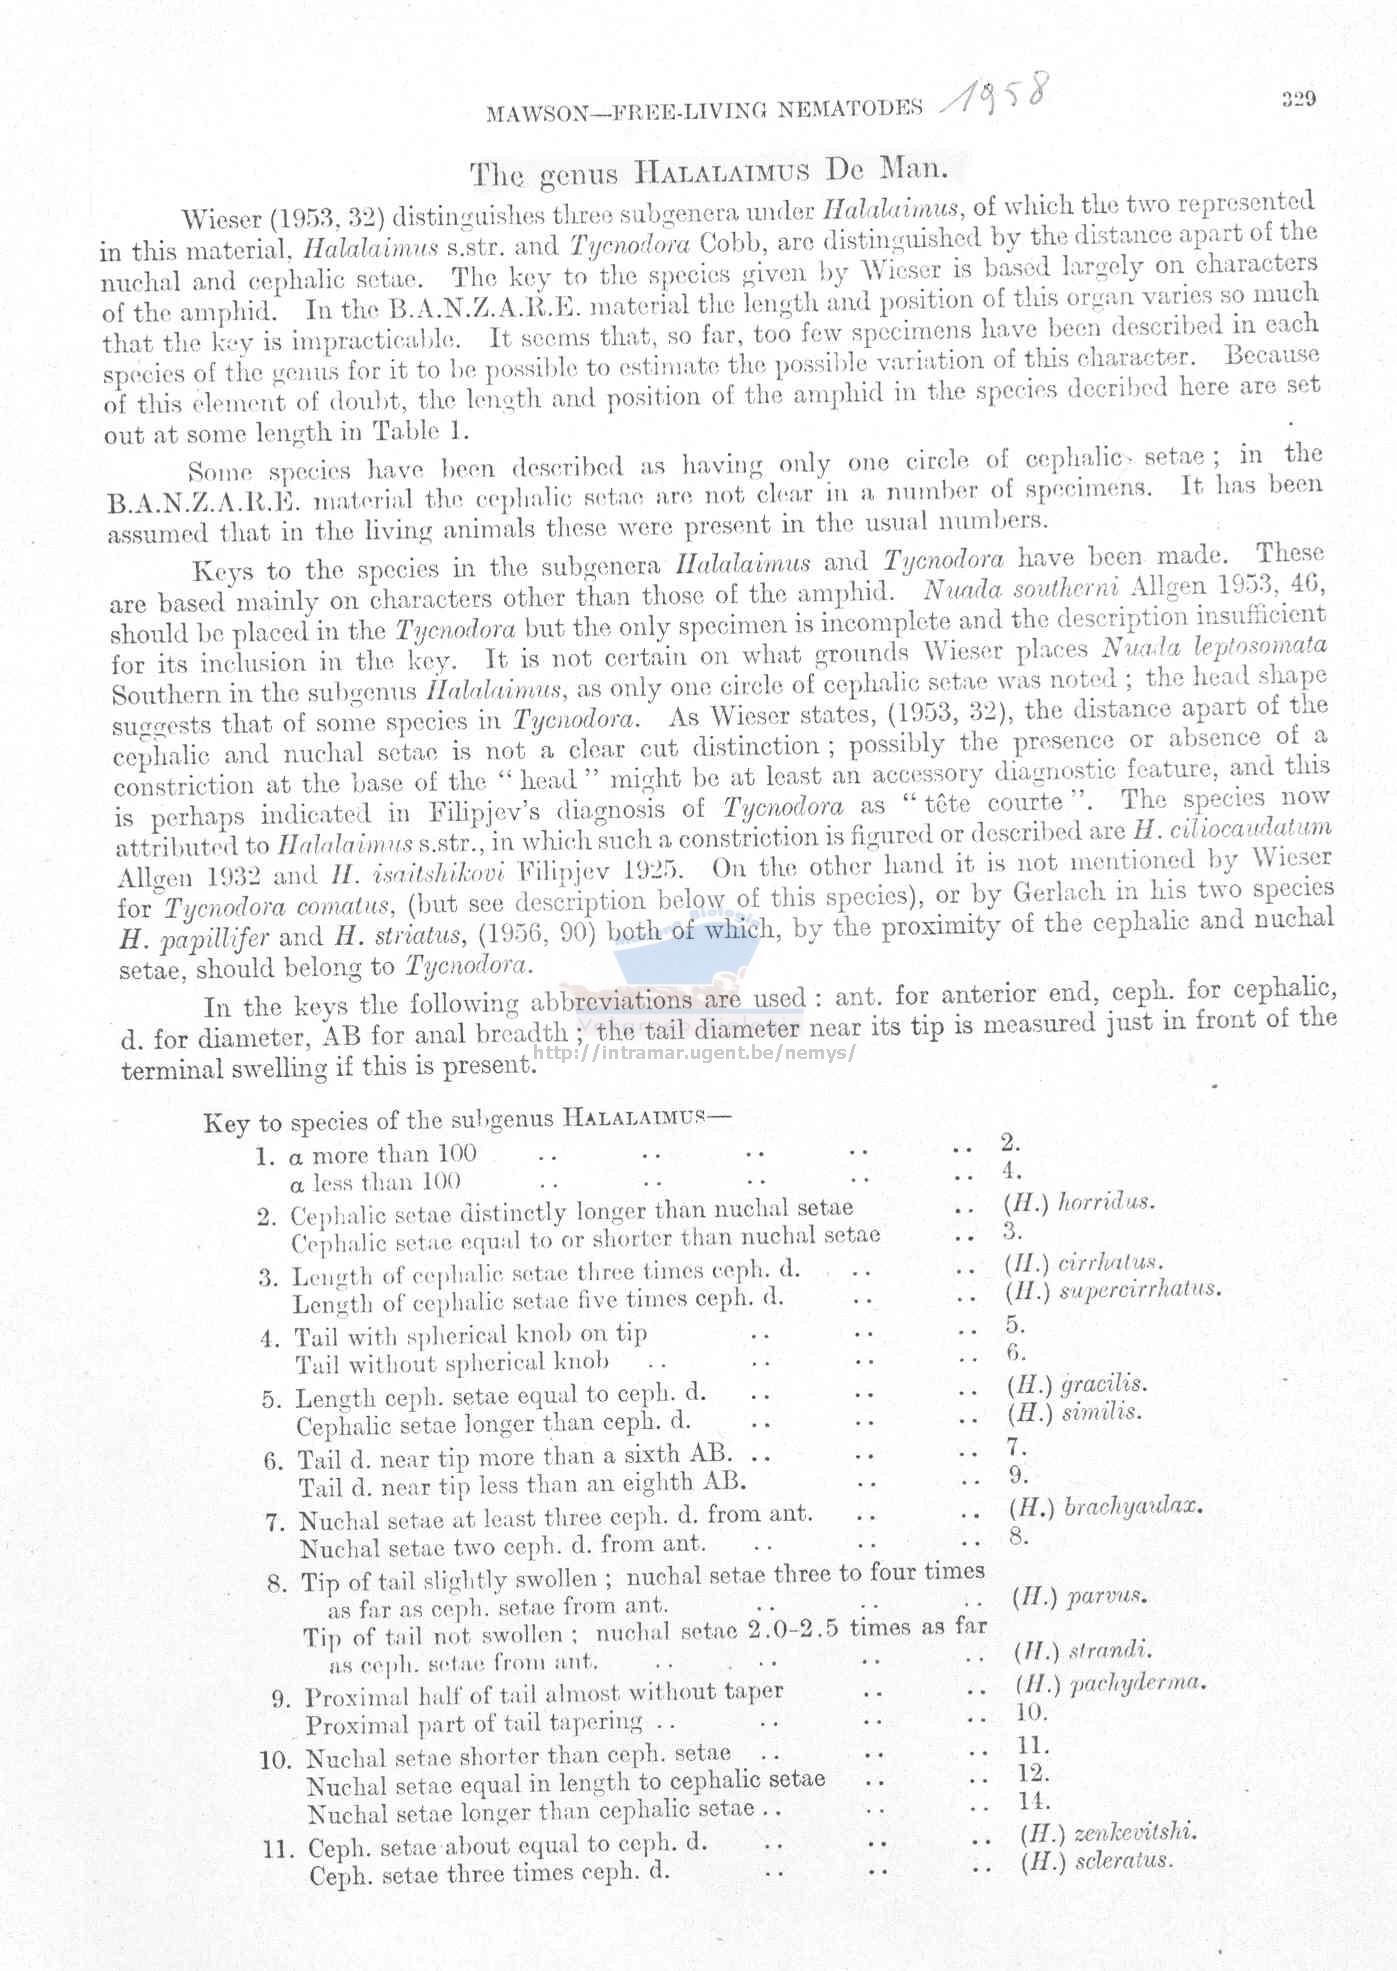 MAWSON—FREE-LIVING NEMATODES 1958 329
The genus HALALAIMUS De Man.
Wieser (1953, 32) distinguishes three subgenera under Halalaimus, of which the two represented
in this material, Halalaimus s.str. and Tycnodora Cobb, are distinguished by the distance apart of the
nuchal and cephalic setae. The key to the species given by Wieser is based largely on characters
of the amphid. In the B.A.N.Z.A.R.E. material the length and position of this organ varies so much
that the key is impracticable. It seems that, so far, too few specimens have been described in each
species of the genus for it to be possible to estimate the possible variation of this character. Because
of this element of doubt, the length and position of the amphid in the species decribed here are set
out at some length in Table 1.
Some species have been described as having only one circle of cephalic setae ; in the
B.A.N.Z.A.R.E. material the cephalic setae are not clear in a number of specimens. It has been
assumed that in the living animals these were present in the usual numbers.
Keys to the species in the subgenera Halalaimus and Tycnodora have been made. These
are based mainly on characters other than those of the amphid. Nuada southerni Allgen 1953, 46,
should be placed in the Tycnodora but the only specimen is incomplete and the description insufficient
for its inclusion in the key. It is not certain on what grounds Wieser places Nuada leptosomata
Southern in the subgenus Halalaimus, as only one circle of cephalic setae was noted ; the head shape
suggests that of some species in Tycnodora. As Wieser states, (1953, 32), the distance apart of the
cephalic and nuchal setae is not a clear cut distinction ; possibly the presence or absence of a
constriction at the base of the “ head ” might be at least an accessory diagnostic feature, and this
is perhaps indicated in Filipjev's diagnosis of Tycnodora as “ tête courte ”. The species now
attributed to Halalaimus s.str., in which such a constriction is figured or described are H. ciliocaudatum
Allgen 1932 and H. isaitshikovi Filipjev 1925. On the other hand it is not mentioned by Wieser
for Tycnodora comatus, (but see description below of this species), or by Gerlach in his two species
H. papillifer and H. striatus, (1956, 90) both of which, by the proximity of the cephalic and nuchal
setae, should belong to Tycnodora.
In the keys the following abbreviations are used : ant. for anterior end, ceph. for cephalic,
d. for diameter, AB for anal breadth ; the tail diameter near its tip is measured just in front of the
terminal swelling if this is present.
http://intramar.ugent.be/nemys/
Key to species of the subgenus HALALAIMUS—
1. a more than 100 .. .. .. .. .. 2.
a less than 100 .. .. .. .. .. 4.
2. Cephalic setae distinctly longer than nuchal setae .. (H.) horridus.
Cephalic setae equal to or shorter than nuchal setae .. 3.
3. Length of cephalic setae three times ceph. d. .. .. (H.) cirrhatus.
Length of cephalic setae five times ceph. d. .. .. (H.) supercirrhatus.
4. Tail with spherical knob on tip .. .. .. 5.
Tail without spherical knob .. .. .. .. 6.
5. Length ceph. setae equal to ceph. d. .. .. .. (H.) gracilis.
Cephalic setae longer than ceph. d. .. .. .. (H.) similis.
6. Tail d. near tip more than a sixth AB. .. .. .. 7.
Tail d. near tip less than an eighth AB. .. .. 9.
7. Nuchal setae at least three ceph. d. from ant. .. .. (H.) brachyaulax.
Nuchal setae two ceph. d. from ant. .. .. .. 8.
8. Tip of tail slightly swollen ; nuchal setae three to four times
as far as ceph. setae from ant. .. .. .. (H.) parvus.
Tip of tail not swollen ; nuchal setae 2.0-2.5 times as far
as ceph. setae from ant. .. .. .. .. (H.) strandi.
9. Proximal half of tail almost without taper .. .. (H.) pachyderma.
Proximal part of tail tapering .. .. .. .. 10.
10. Nuchal setae shorter than ceph. setae .. .. .. 11.
Nuchal setae equal in length to cephalic setae .. .. 12.
Nuchal setae longer than cephalic setae .. .. .. 14.
11. Ceph. setae about equal to ceph. d. .. .. .. (H.) zenkevitshi.
Ceph. setae three times ceph. d. .. .. .. (H.) scleratus.